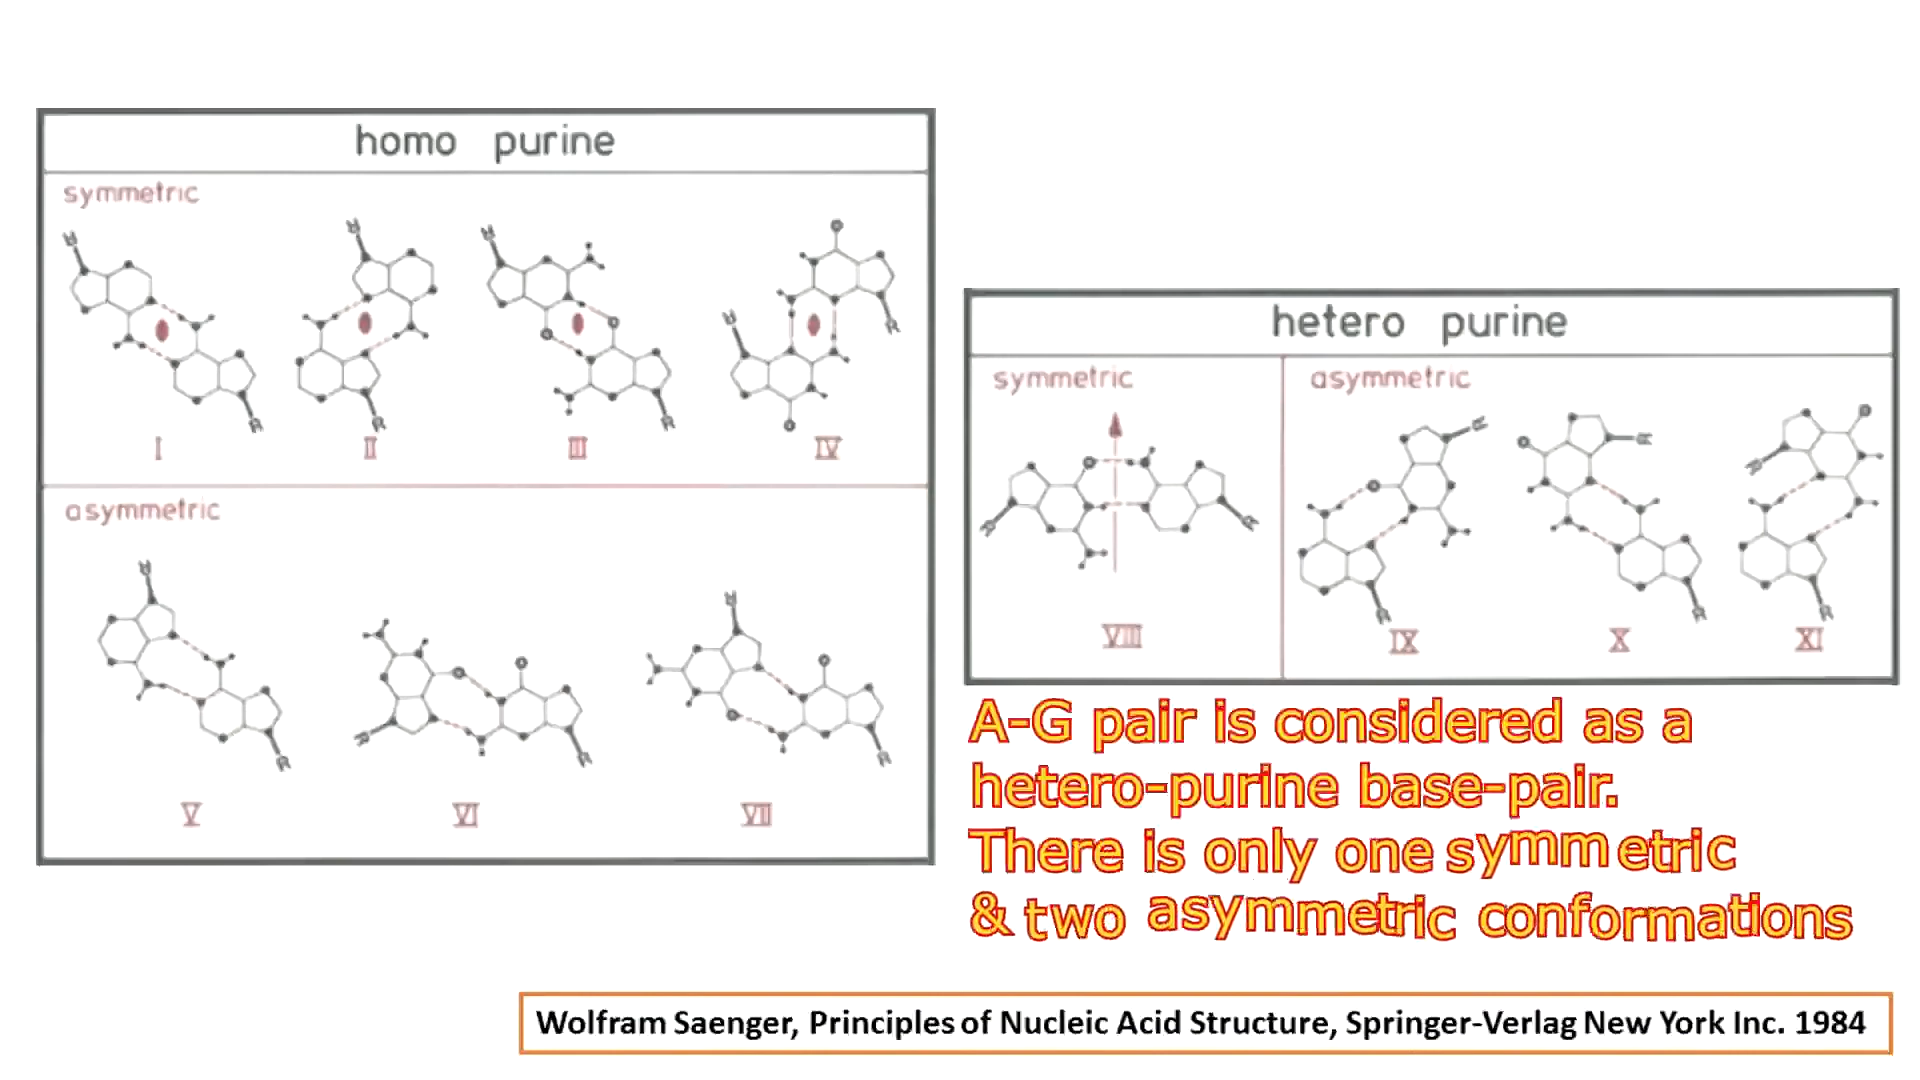 homo purine
symmetric
R R R
R R R R R
I II III IV
asymmetric
R
R R
R R R
V VI VII
hetero purine
symmetric asymmetric
R R R
R R R R R
VIII IX X XI
A-G pair is considered as a
hetero-purine base-pair.
There is only one symmetric
& two asymmetric conformations
Wolfram Saenger, Principles of Nucleic Acid Structure, Springer-Verlag New York Inc. 1984